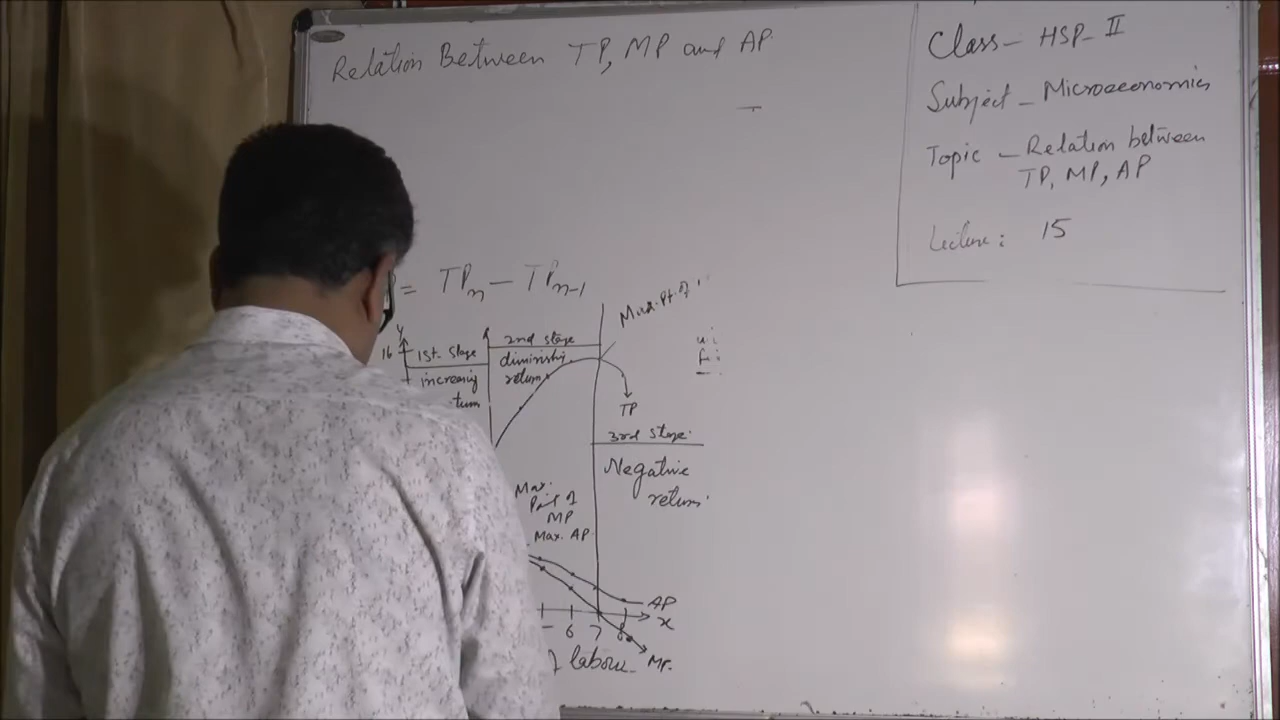 Relation Between TP, MP and AP.
Class - HSP - II
Subject - Microeconomics
Topic - Relation between
TP, MP, AP
Lecture: 15
= TPn - TPn-1
Max. Pt. of
Y
16
1st. Stage
2nd stage
increasing
diminishing
return
TP
3rd stage
Negative
return
Max.
Point of
MP
Max. AP
AP
x
6 7 8
labour
MP